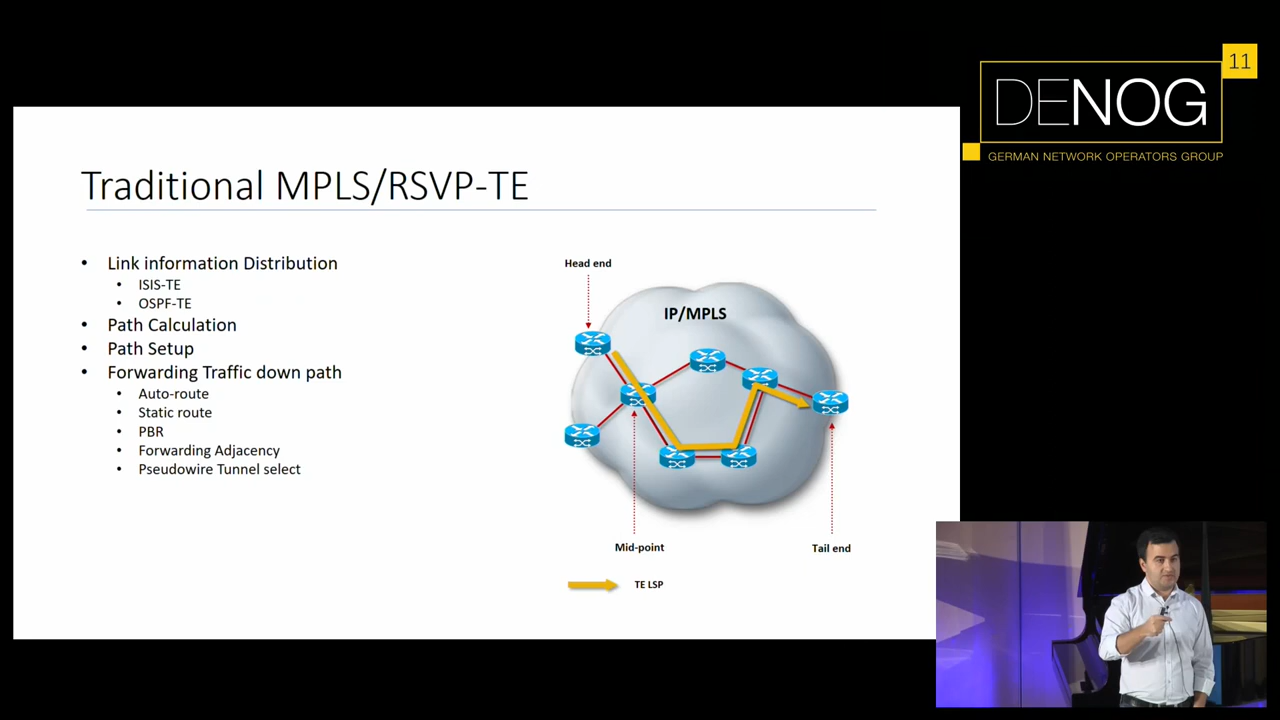 11
DENOG
GERMAN NETWORK OPERATORS GROUP
Traditional MPLS/RSVP-TE
• Link information Distribution
• ISIS-TE
• OSPF-TE
• Path Calculation
• Path Setup
• Forwarding Traffic down path
• Auto-route
• Static route
• PBR
• Forwarding Adjacency
• Pseudowire Tunnel select
Head end
IP/MPLS
Mid-point
Tail end
TE LSP